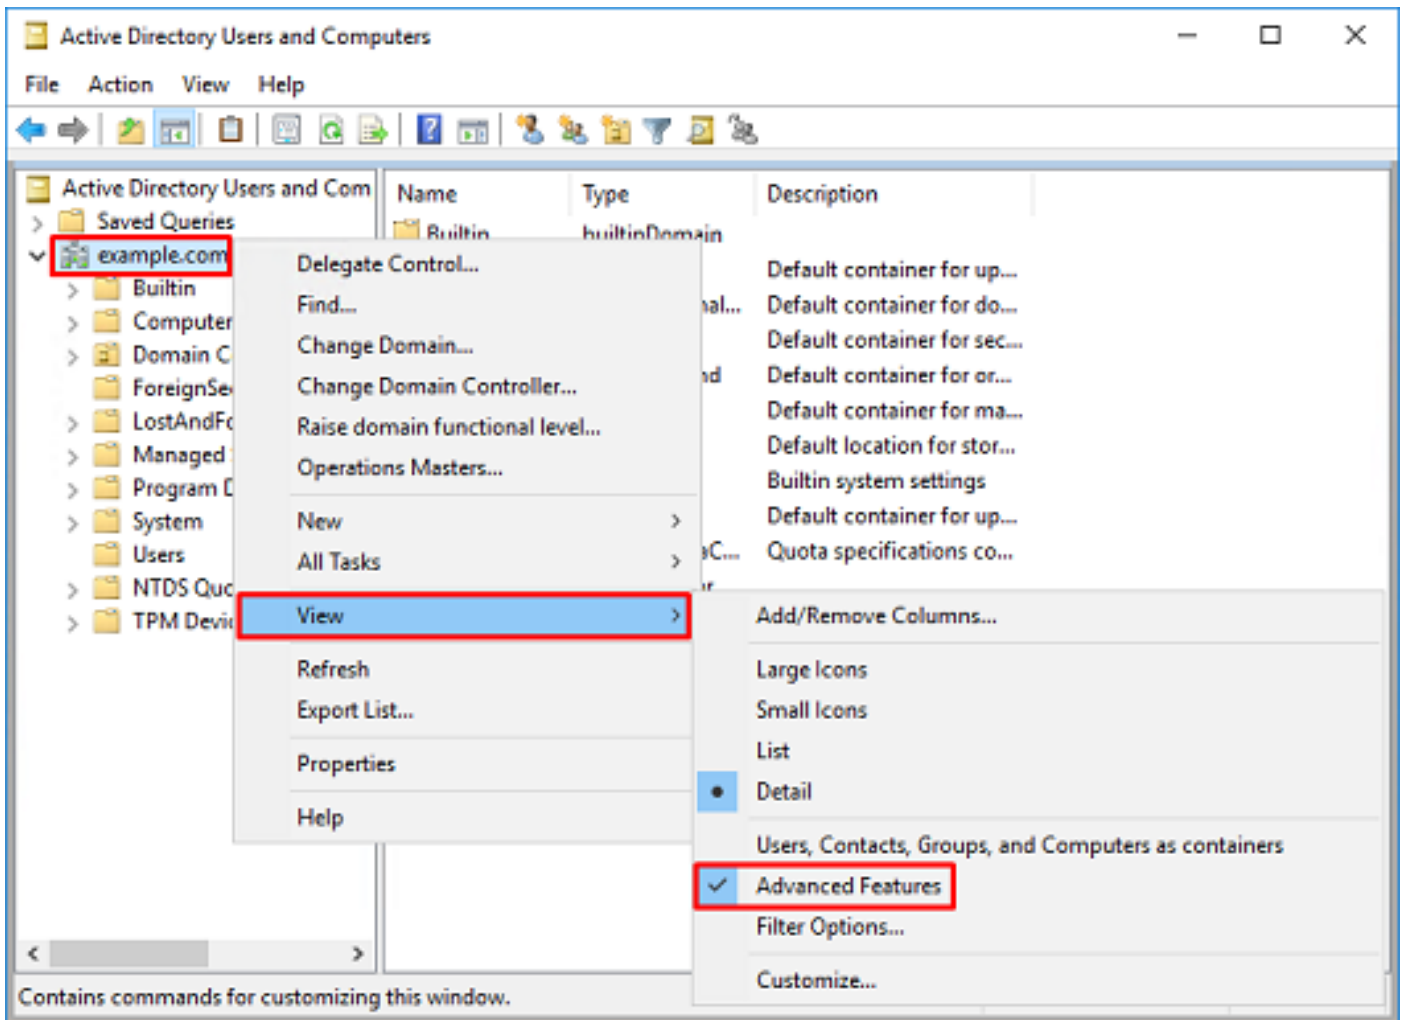 Active Directory Users and Computers
File Action View Help
Active Directory Users and Com
Saved Queries
example.com
Builtin
Computer
Domain C
ForeignSe
LostAndFo
Managed
Program D
System
Users
NTDS Quo
TPM Devic
Name Type Description
Builtin builtinDomain
Default container for up...
nal... Default container for do...
Default container for sec...
nd Default container for or...
Default container for ma...
Default location for stor...
Builtin system settings
Default container for up...
aC... Quota specifications co...
Delegate Control...
Find...
Change Domain...
Change Domain Controller...
Raise domain functional level...
Operations Masters...
New
All Tasks
View
Refresh
Export List...
Properties
Help
Add/Remove Columns...
Large Icons
Small Icons
List
Detail
Users, Contacts, Groups, and Computers as containers
Advanced Features
Filter Options...
Customize...
Contains commands for customizing this window.